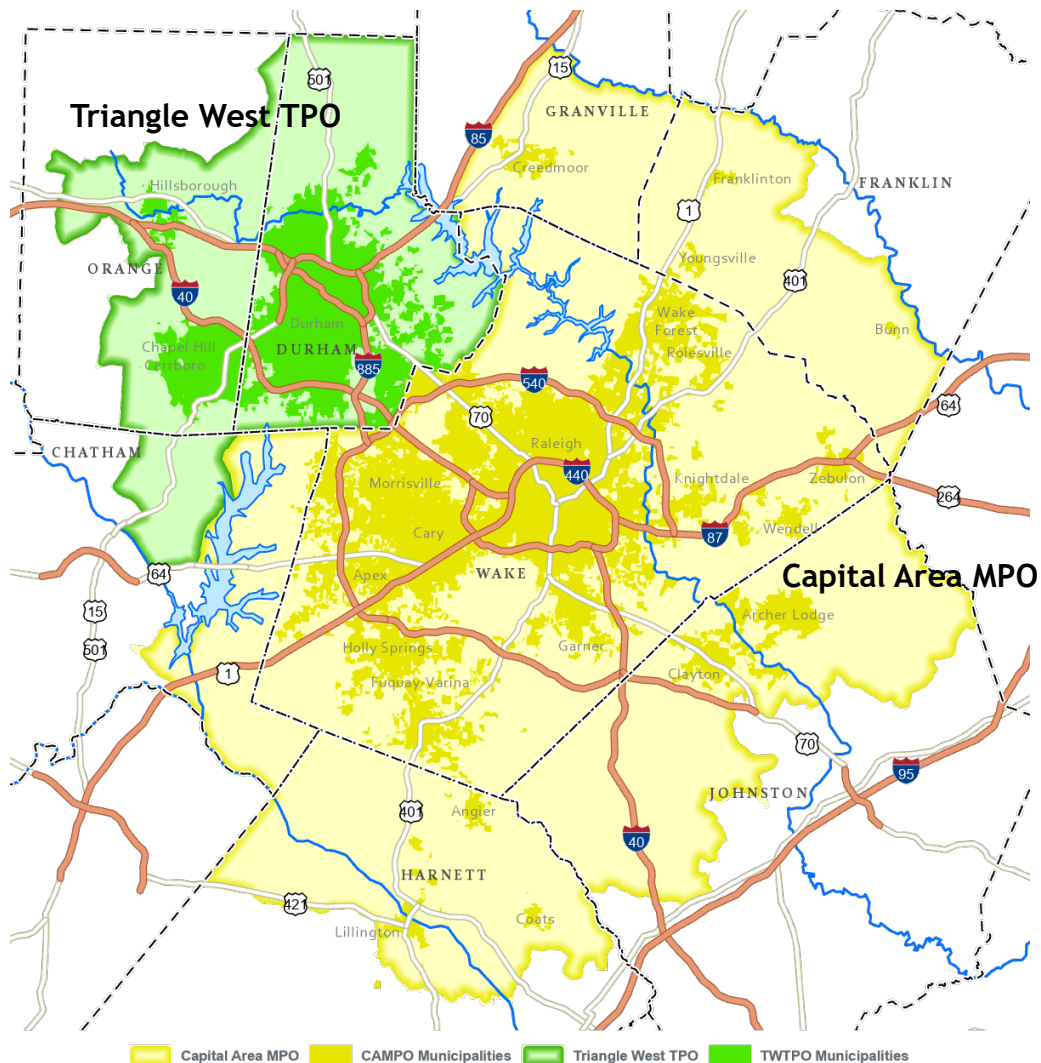 501
15
Triangle West TPO
GRANVILLE
85
Creedmoor
Hillsborough
Franklinton
FRANKLIN
1
Youngsville
ORANGE
401
40
Wake
Forest
Bunn
Durham
Rolesville
Chapel Hill
DURHAM
Carrboro
885
540
64
70
CHATHAM
Raleigh
440
Morrisville
Knightdale
Zebulon
264
Cary
87
Wendell
64
Apex
WAKE
Capital Area MPO
15
Archer Lodge
501
Holly Springs
Garner
1
Clayton
Fuquay-Varina
70
95
JOHNSTON
401
Angier
40
HARNETT
421
Coats
Lillington
Capital Area MPO
CAMPO Municipalities
Triangle West TPO
TWTPO Municipalities